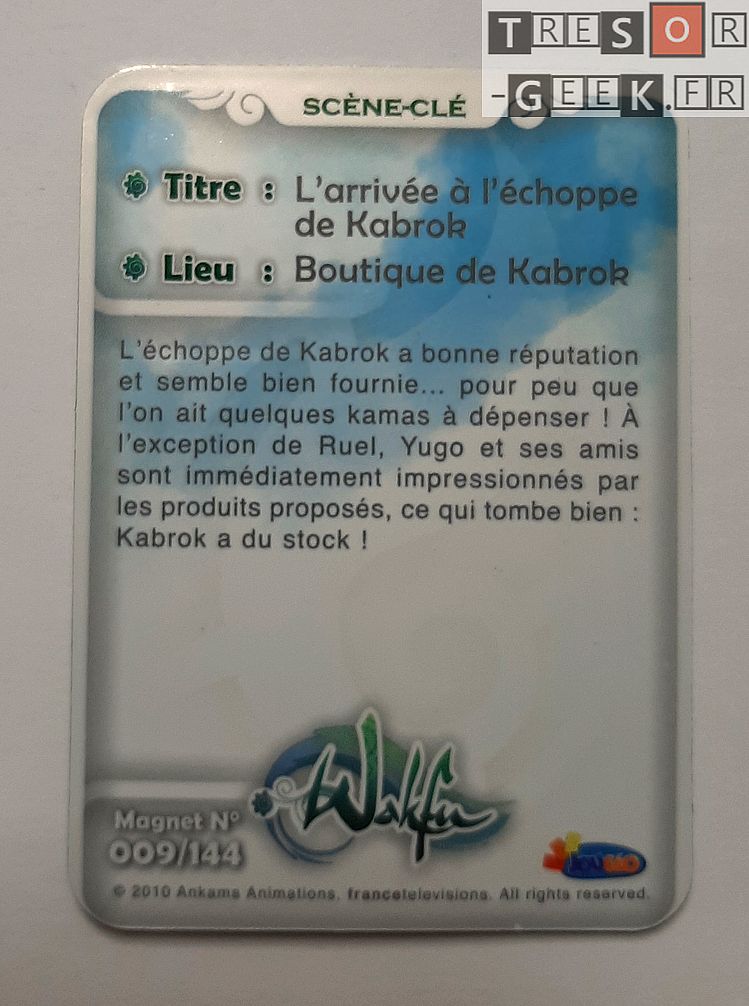 TRESOR
-GEEK.FR
SCÈNE-CLÉ
Titre : L'arrivée à l'échoppe
de Kabrok
Lieu : Boutique de Kabrok
L'échoppe de Kabrok a bonne réputation
et semble bien fournie... pour peu que
l'on ait quelques kamas à dépenser ! À
l'exception de Ruel, Yugo et ses amis
sont immédiatement impressionnés par
les produits proposés, ce qui tombe bien :
Kabrok a du stock !
Wakfu
Magnet N°
009/144
© 2010 Ankama Animations, francetelevisions. All rights reserved.